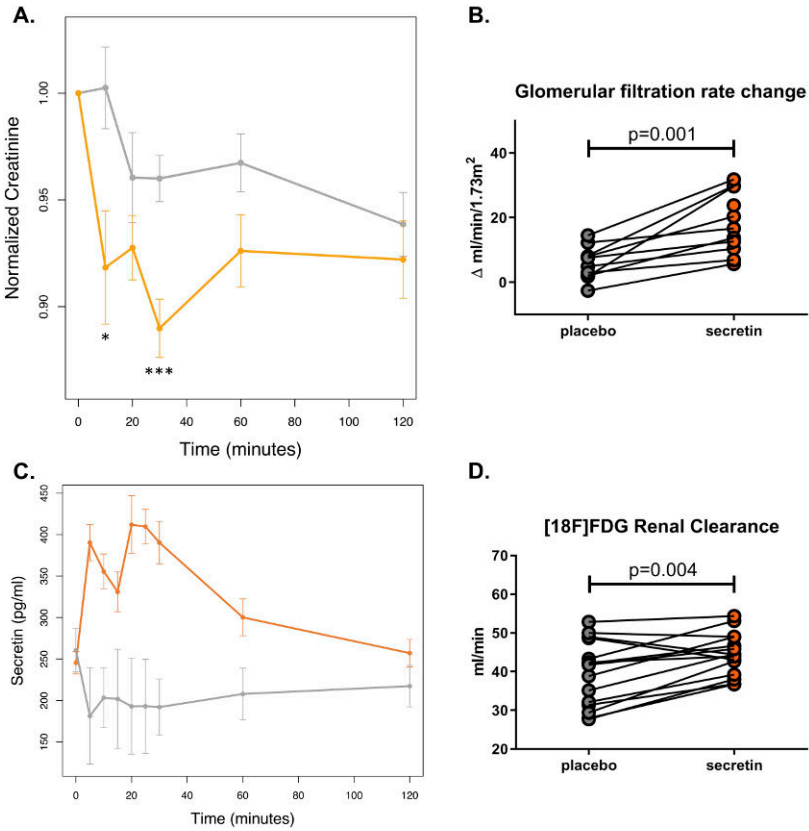 A.
Normalized Creatinine
1.00
0.95
0.90
*
***
0 20 40 60 80 100 120
Time (minutes)
B.
Glomerular filtration rate change
p=0.001
Δ ml/min/1.73m²
40
20
0
placebo secretin
C.
Secretin (pg/ml)
450
400
350
300
250
200
150
0 20 40 60 80 100 120
Time (minutes)
D.
[18F]FDG Renal Clearance
p=0.004
ml/min
70
60
50
40
30
20
placebo secretin